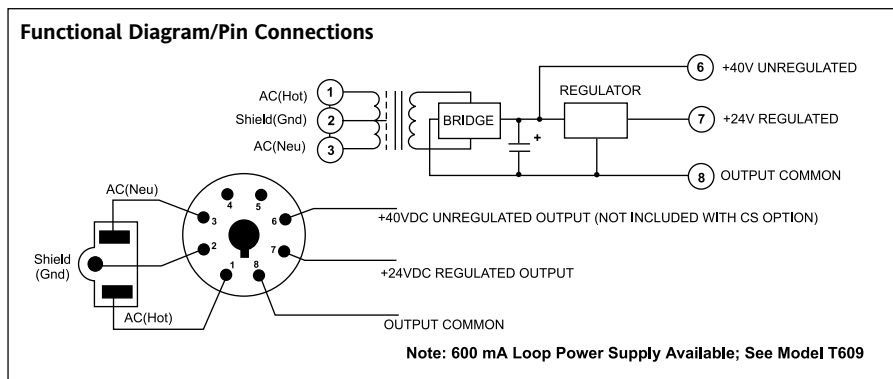 Functional Diagram/Pin Connections
AC(Hot)
1
Shield(Gnd)
2
AC(Neu)
3
BRIDGE
+
REGULATOR
6
+40V UNREGULATED
7
+24V REGULATED
8
OUTPUT COMMON
AC(Neu)
Shield
(Gnd)
AC(Hot)
4
5
3
6
2
7
1
8
+40VDC UNREGULATED OUTPUT (NOT INCLUDED WITH CS OPTION)
+24VDC REGULATED OUTPUT
OUTPUT COMMON
Note: 600 mA Loop Power Supply Available; See Model T609